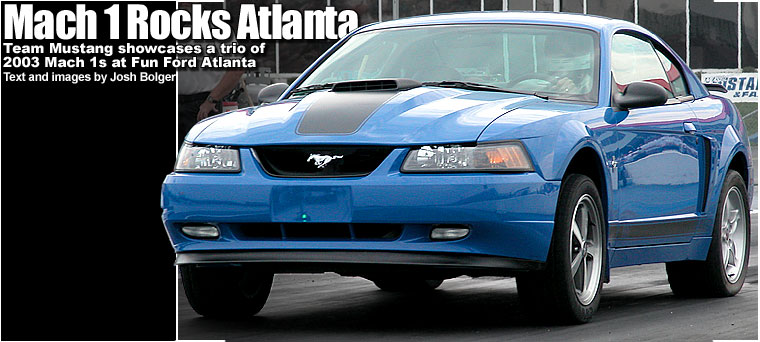 Mach 1 Rocks Atlanta
Team Mustang showcases a trio of
2003 Mach 1s at Fun Ford Atlanta
Text and images by Josh Bolger